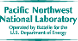 Pacific Northwest
National Laboratory
Operated by Battelle for the
U.S. Department of Energy